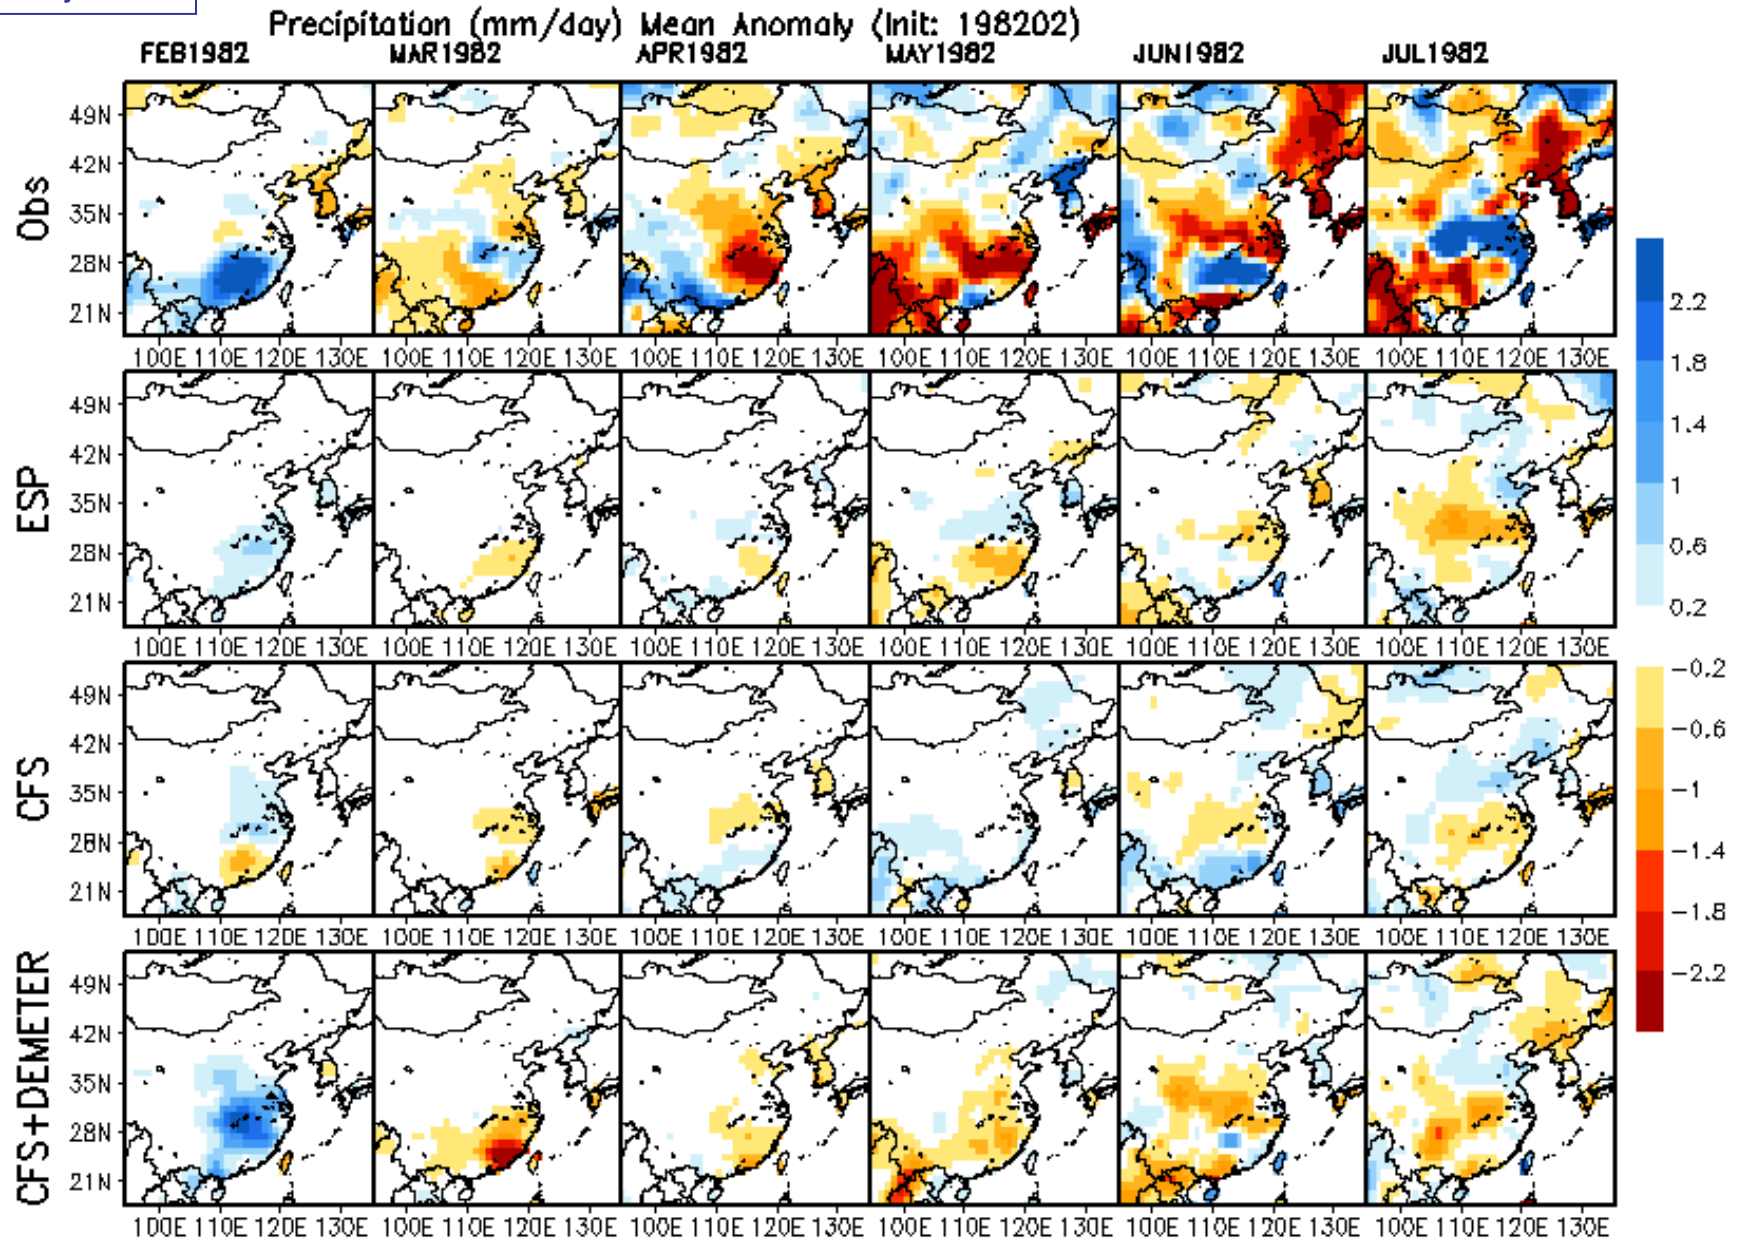 Precipitation (mm/day) Mean Anomaly (Init: 198202)
FEB1982 MAR1982 APR1982 MAY1982 JUN1982 JUL1982
Obs
49N
42N
35N
28N
21N
100E 110E 120E 130E 100E 110E 120E 130E 100E 110E 120E 130E 100E 110E 120E 130E 100E 110E 120E 130E 100E 110E 120E 130E
ESP
49N
42N
35N
28N
21N
100E 110E 120E 130E 100E 110E 120E 130E 100E 110E 120E 130E 100E 110E 120E 130E 100E 110E 120E 130E 100E 110E 120E 130E
CFS
49N
42N
35N
28N
21N
100E 110E 120E 130E 100E 110E 120E 130E 100E 110E 120E 130E 100E 110E 120E 130E 100E 110E 120E 130E 100E 110E 120E 130E
CFS+DEMETER
49N
42N
35N
28N
21N
100E 110E 120E 130E 100E 110E 120E 130E 100E 110E 120E 130E 100E 110E 120E 130E 100E 110E 120E 130E 100E 110E 120E 130E
2.2
1.8
1.4
1
0.6
0.2
−0.2
−0.6
−1
−1.4
−1.8
−2.2